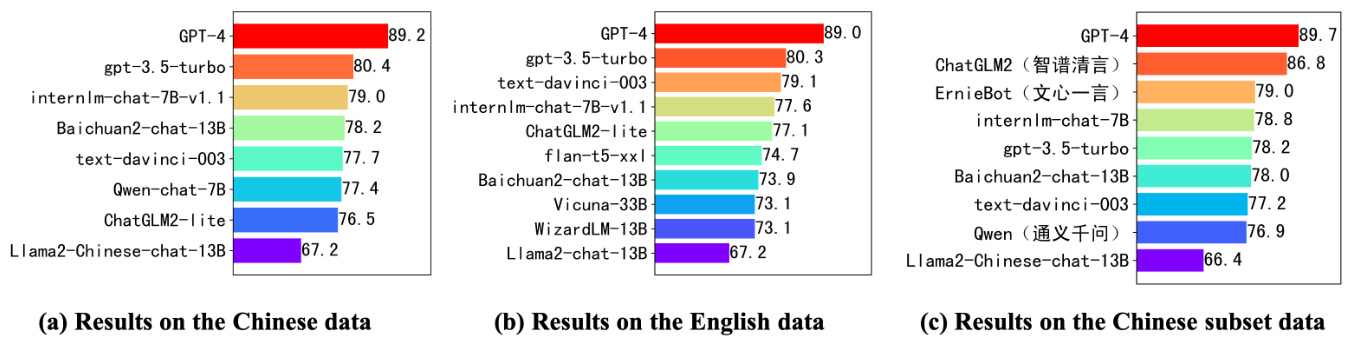 GPT-4 89.2
gpt-3.5-turbo 80.4
internlm-chat-7B-v1.1 79.0
Baichuan2-chat-13B 78.2
text-davinci-003 77.7
Qwen-chat-7B 77.4
ChatGLM2-lite 76.5
Llama2-Chinese-chat-13B 67.2
(a) Results on the Chinese data
GPT-4 89.0
gpt-3.5-turbo 80.3
text-davinci-003 79.1
internlm-chat-7B-v1.1 77.6
ChatGLM2-lite 77.1
flan-t5-xxl 74.7
Baichuan2-chat-13B 73.9
Vicuna-33B 73.1
WizardLM-13B 73.1
Llama2-chat-13B 67.2
(b) Results on the English data
GPT-4 89.7
ChatGLM2（智谱清言） 86.8
ErnieBot（文心一言） 79.0
internlm-chat-7B 78.8
gpt-3.5-turbo 78.2
Baichuan2-chat-13B 78.0
text-davinci-003 77.2
Qwen（通义千问） 76.9
Llama2-Chinese-chat-13B 66.4
(c) Results on the Chinese subset data